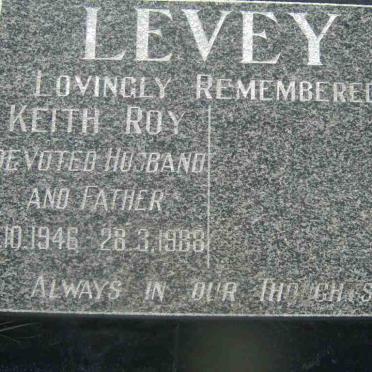 LEVEY
LOVINGLY REMEMBERED
KEITH ROY
DEVOTED HUSBAND
AND FATHER
.10.1946 28.3.1988
ALWAYS IN OUR THOUGHTS